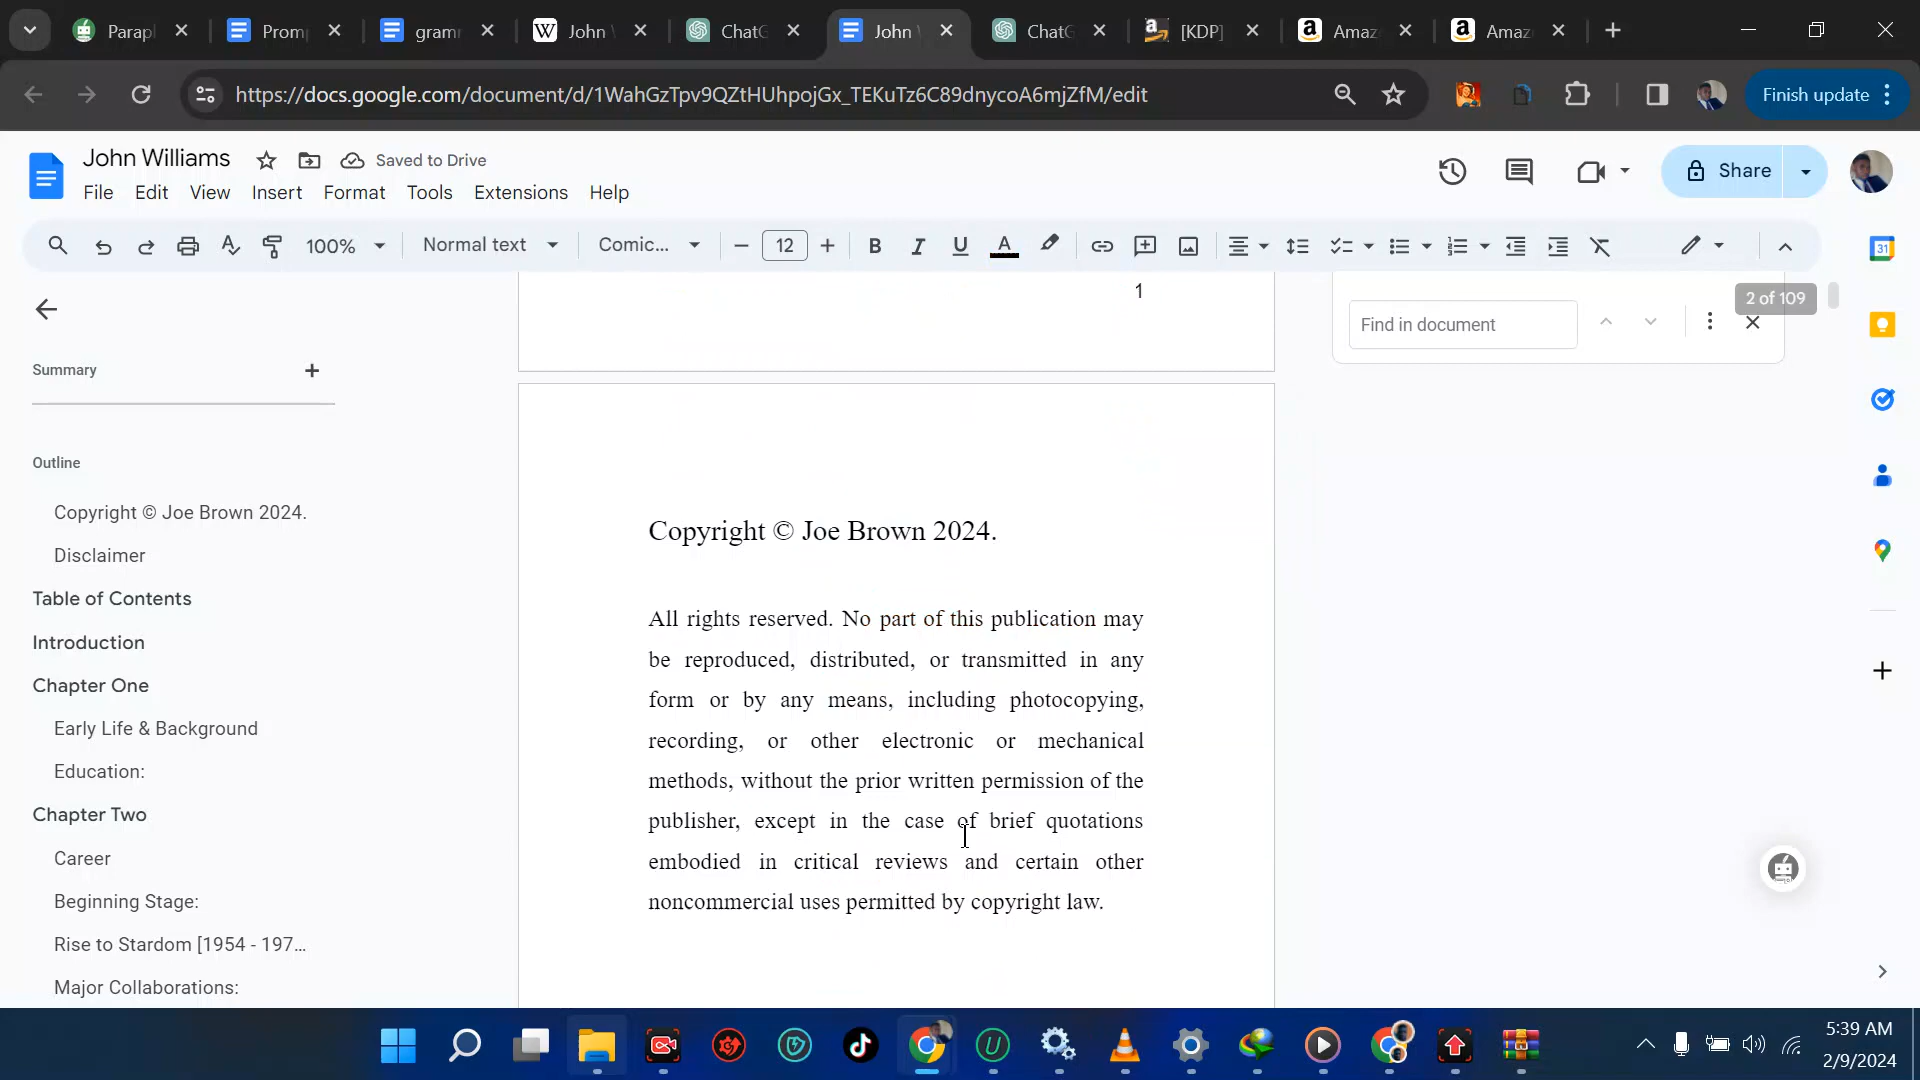 Parap
Prom
gram
John
ChatG
John
ChatG
[KDP]
Amaz
Amaz
https://docs.google.com/document/d/1WahGzTpv9QZtHUhpojGx_TEKuTz6C89dnycoA6mjZfM/edit
Finish update
John Williams
Saved to Drive
File Edit View Insert Format Tools Extensions Help
Share
100%
Normal text
Comic...
12
B I U A
31
1
2 of 109
Find in document
Summary
Outline
Copyright © Joe Brown 2024.
Disclaimer
Table of Contents
Introduction
Chapter One
Early Life & Background
Education:
Chapter Two
Career
Beginning Stage:
Rise to Stardom [1954 - 197...
Major Collaborations:
Copyright © Joe Brown 2024.
All rights reserved. No part of this publication may
be reproduced, distributed, or transmitted in any
form or by any means, including photocopying,
recording, or other electronic or mechanical
methods, without the prior written permission of the
publisher, except in the case of brief quotations
embodied in critical reviews and certain other
noncommercial uses permitted by copyright law.
5:39 AM
2/9/2024